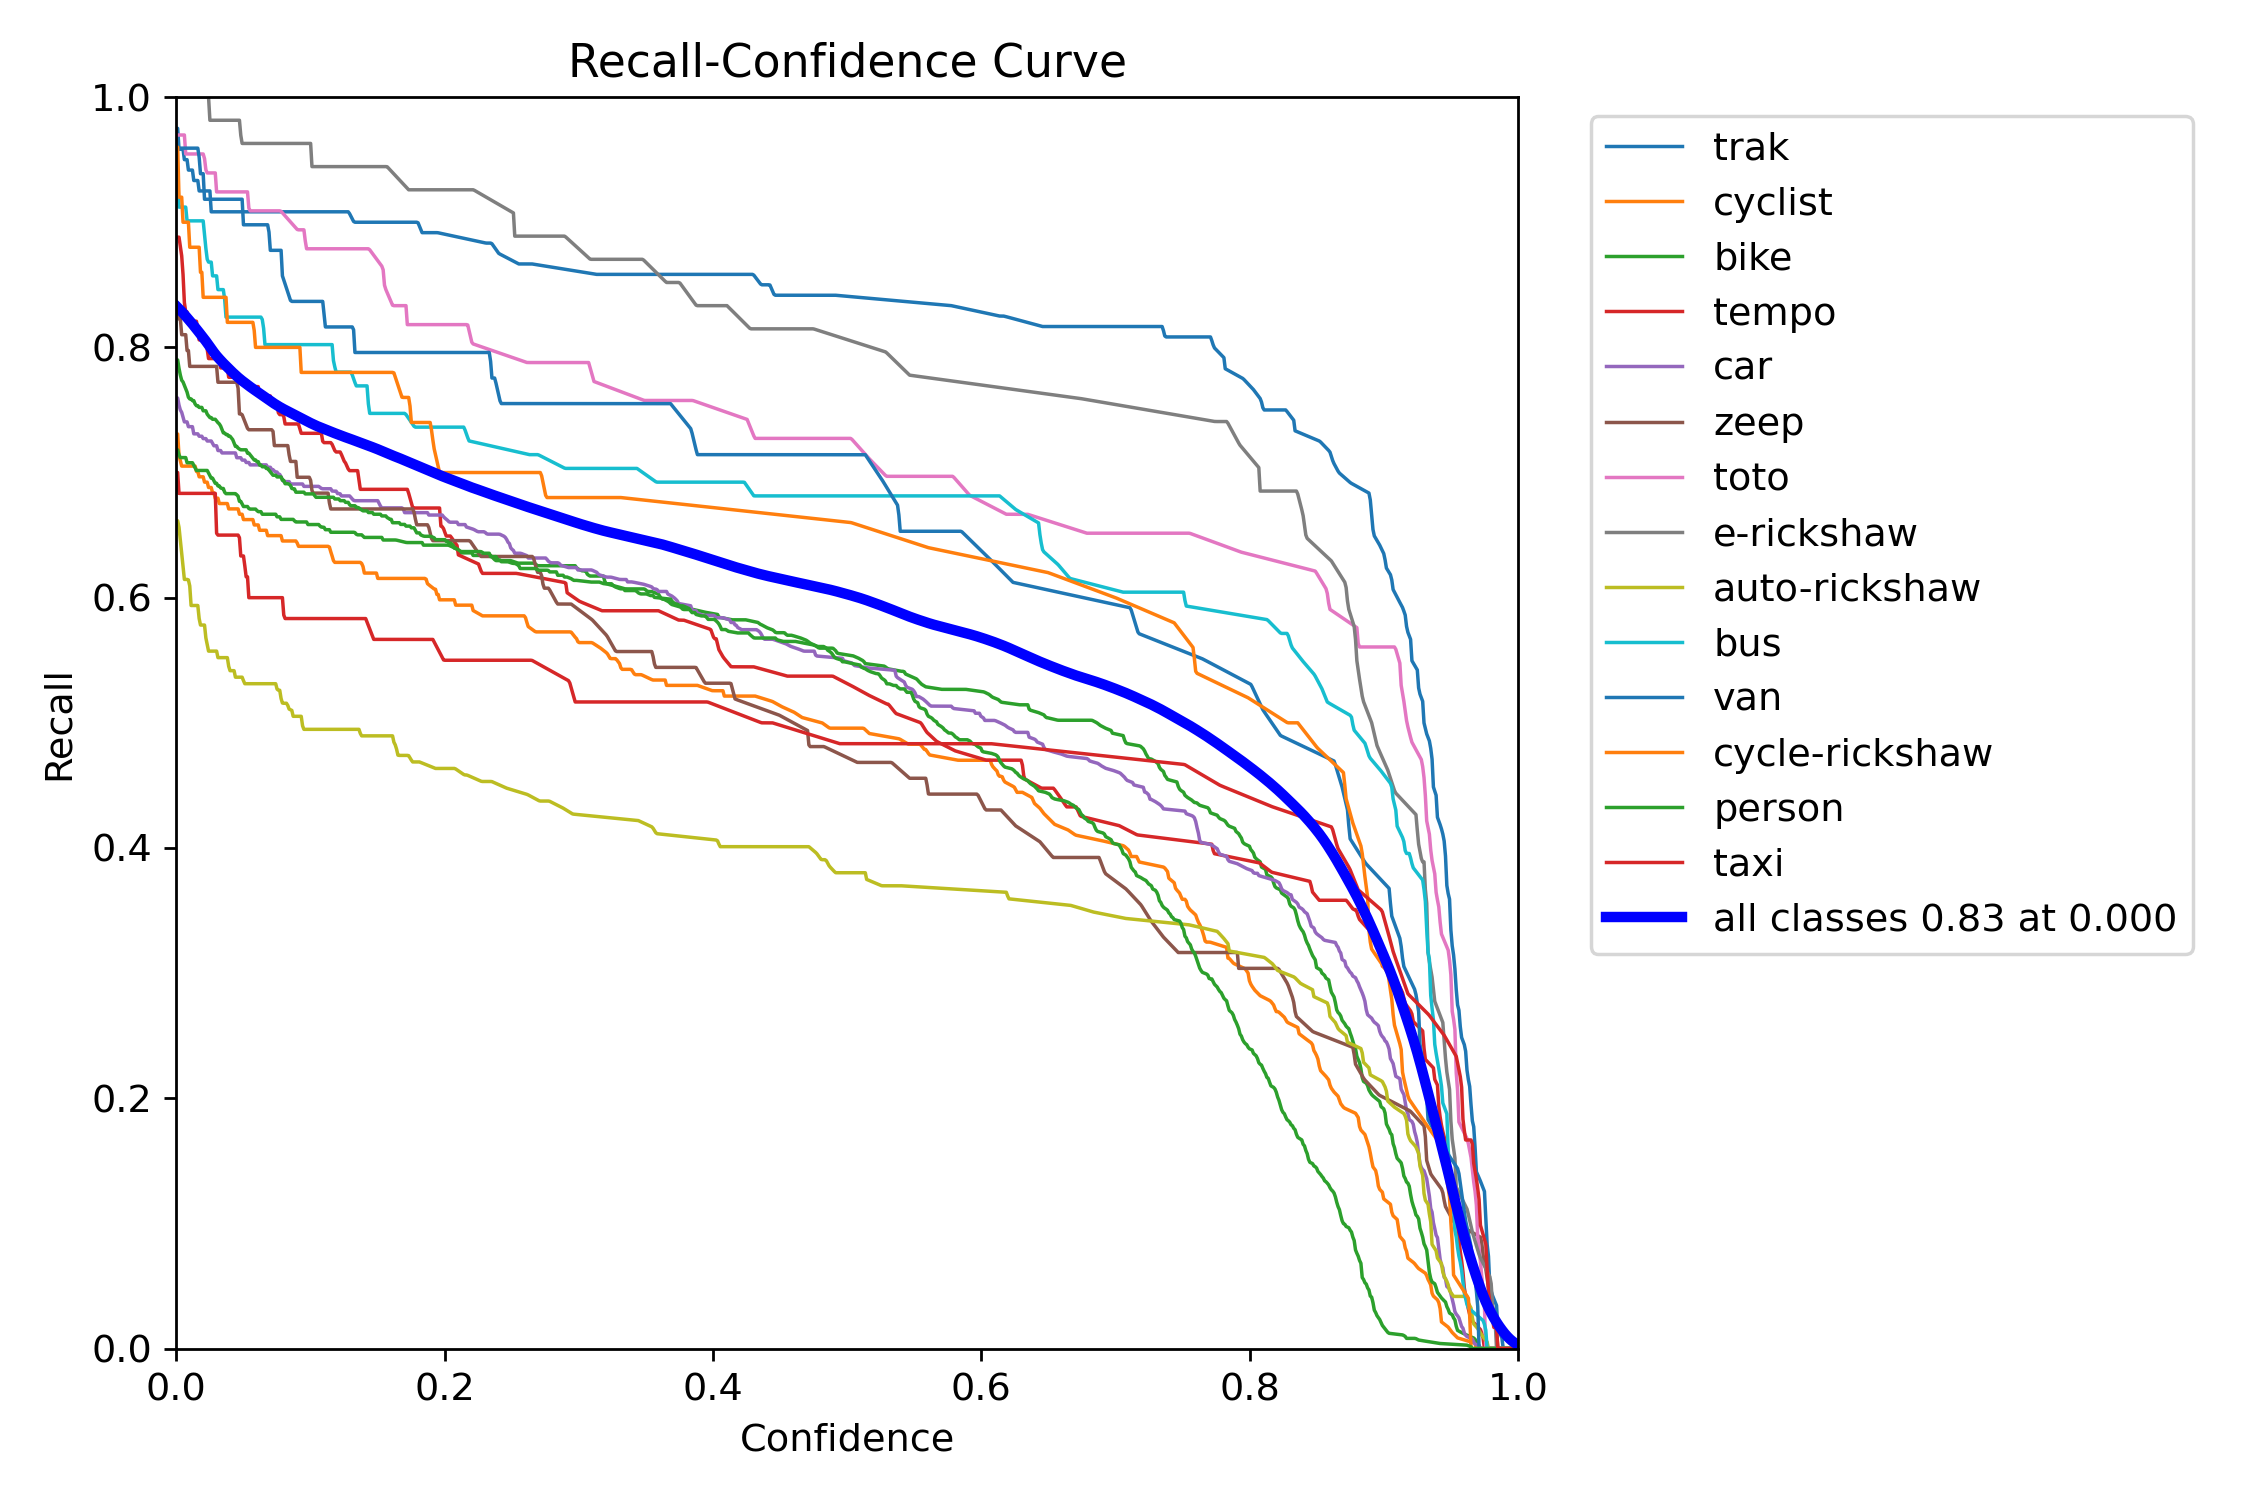 Recall-Confidence Curve
1.0
0.8
0.6
0.4
0.2
0.0
Recall
0.0 0.2 0.4 0.6 0.8 1.0
Confidence
trak
cyclist
bike
tempo
car
zeep
toto
e-rickshaw
auto-rickshaw
bus
van
cycle-rickshaw
person
taxi
all classes 0.83 at 0.000